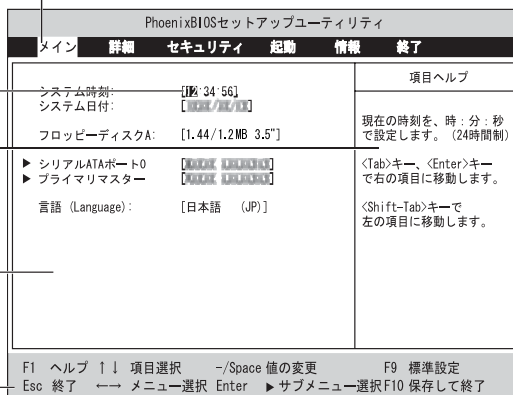 PhoenixBIOSセットアップユーティリティ
メイン 詳細 セキュリティ 起動 情報 終了
項目ヘルプ
システム時刻: [12:34:56]
システム日付: [ / / ]
フロッピーディスクA: [1.44/1.2MB 3.5"]
▶ シリアルATAポート0 [ ]
▶ プライマリマスター [ ]
言語 (Language): [日本語 (JP)]
現在の時刻を、時:分:秒
で設定します。(24時間制)
<Tab>キー、<Enter>キー
で右の項目に移動します。
<Shift-Tab>キーで
左の項目に移動します。
F1 ヘルプ ↑↓ 項目選択 -/Space 値の変更 F9 標準設定
Esc 終了 ←→ メニュー選択 Enter ▶サブメニュー選択 F10 保存して終了